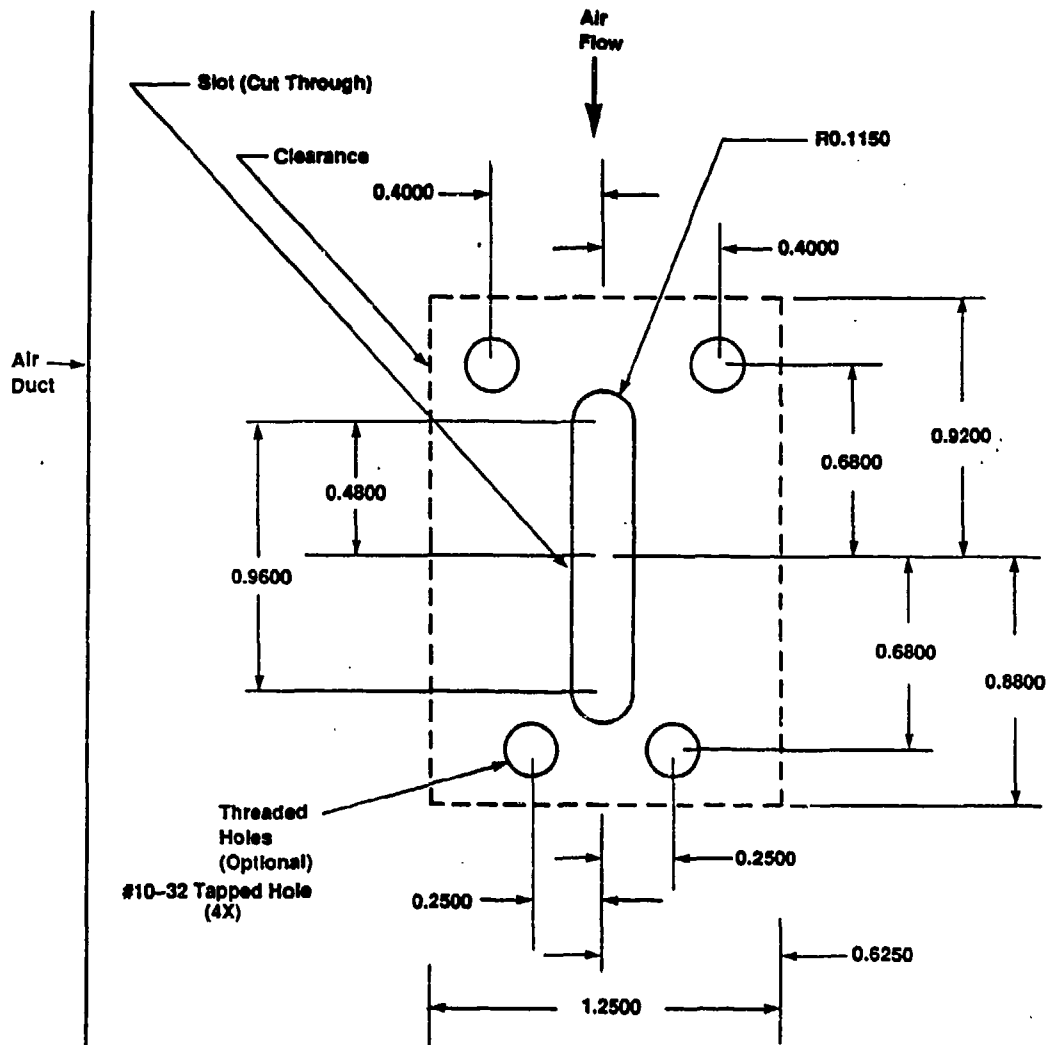 Air
Flow
Slot (Cut Through)
R0.1150
Clearance
0.4000
0.4000
Air
Duct
0.9200
0.6800
0.4800
0.9600
0.6800
0.8800
Threaded
Holes
(Optional)
#10–32 Tapped Hole
(4X)
0.2500
0.2500
0.6250
1.2500